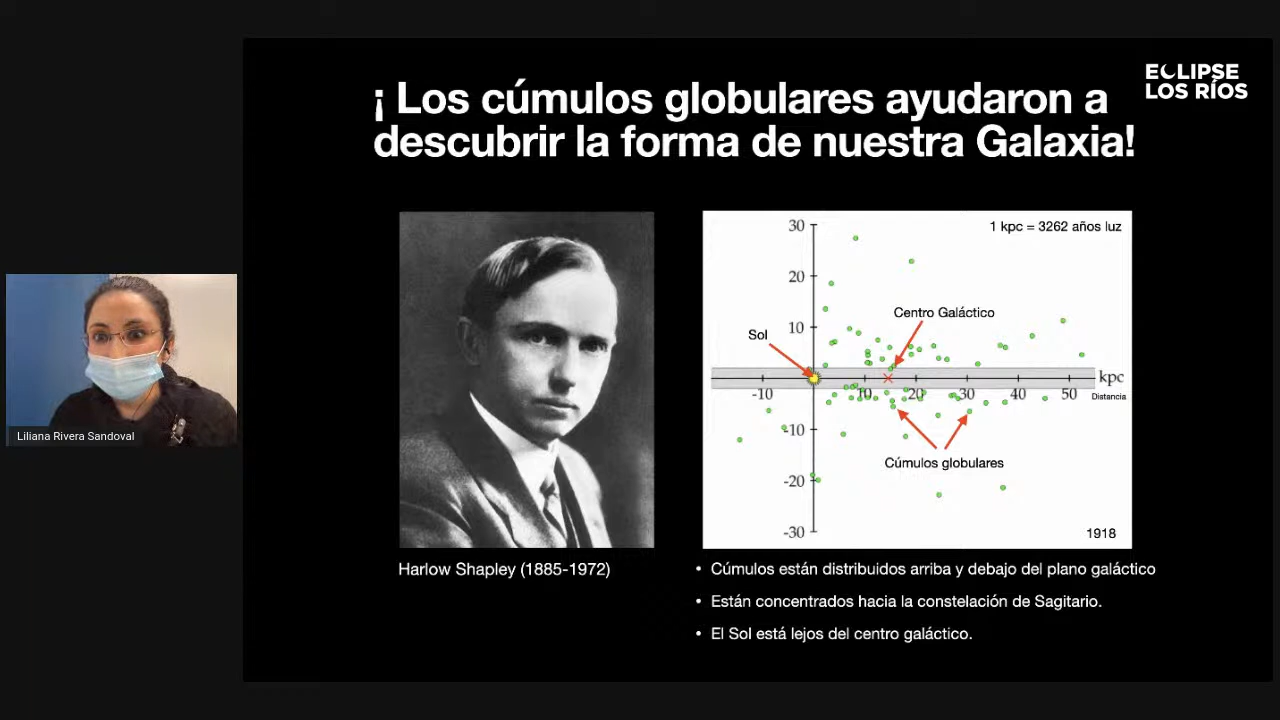 ¡ Los cúmulos globulares ayudaron a
descubrir la forma de nuestra Galaxia!
ECLIPSE
LOS RÍOS
Liliana Rivera Sandoval
Harlow Shapley (1885-1972)
1 kpc = 3262 años luz
30
20
10
Centro Galáctico
Sol
kpc
-10
10
20
30
40
50
Distancia
-10
Cúmulos globulares
-20
-30
1918
• Cúmulos están distribuidos arriba y debajo del plano galáctico
• Están concentrados hacia la constelación de Sagitario.
• El Sol está lejos del centro galáctico.